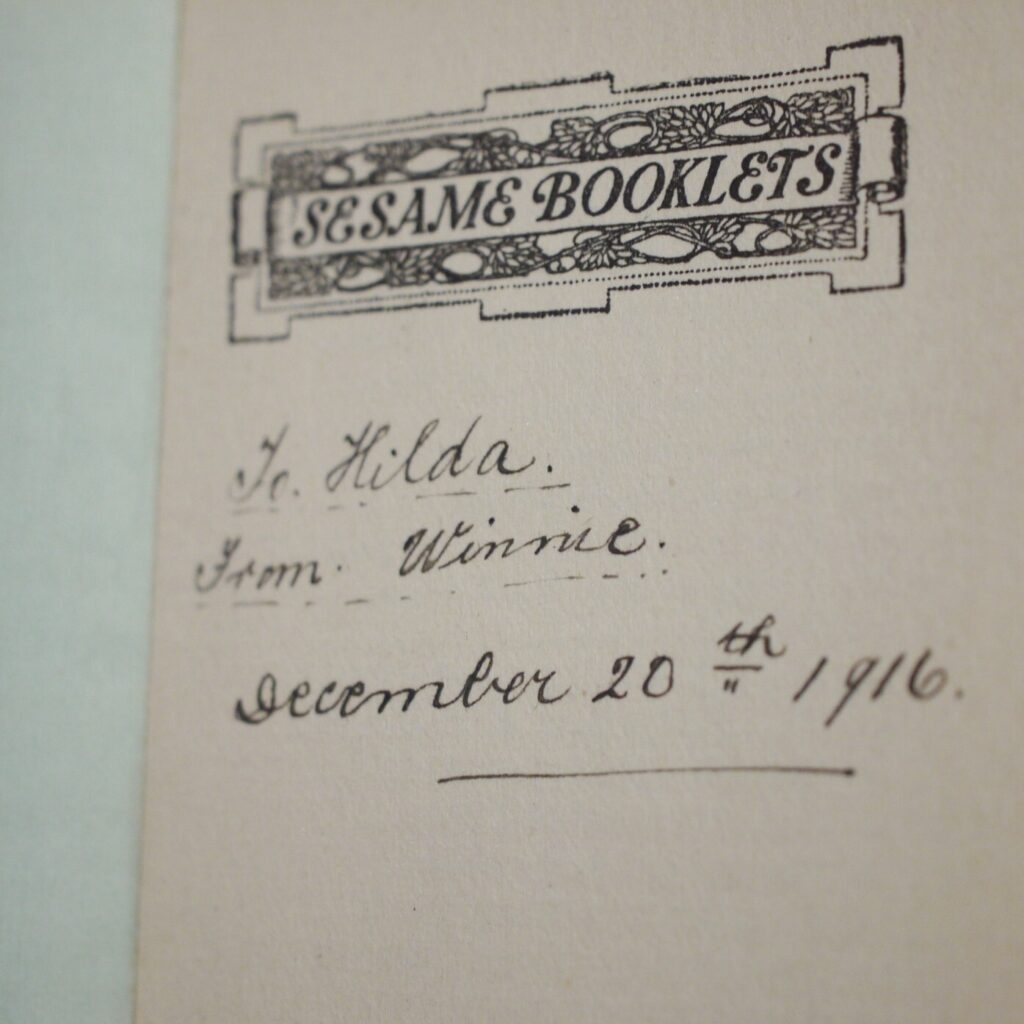 SESAME BOOKLETS
To. Hilda.
From. Winnie.
December 20th 1916.